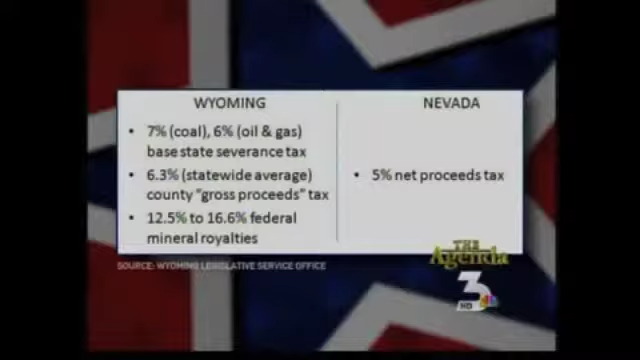 WYOMING
• 7% (coal), 6% (oil & gas)
base state severance tax
• 6.3% (statewide average)
county "gross proceeds" tax
• 12.5% to 16.6% federal
mineral royalties
NEVADA
• 5% net proceeds tax
SOURCE: WYOMING LEGISLATIVE SERVICE OFFICE
THE
Agenda
3
HD